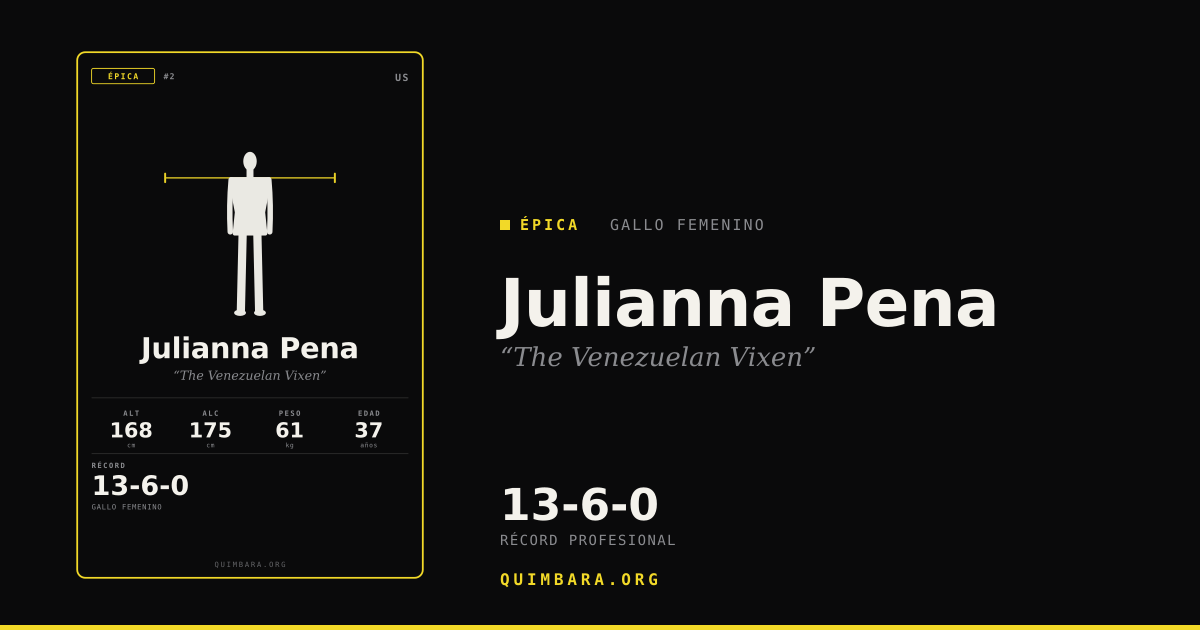 ÉPICA #2 US
Julianna Pena
“The Venezuelan Vixen”
ALT ALC PESO EDAD
168 175 61 37
cm cm kg años
RÉCORD
13-6-0
GALLO FEMENINO
QUIMBARA.ORG
ÉPICA GALLO FEMENINO
Julianna Pena
“The Venezuelan Vixen”
13-6-0
RÉCORD PROFESIONAL
QUIMBARA.ORG